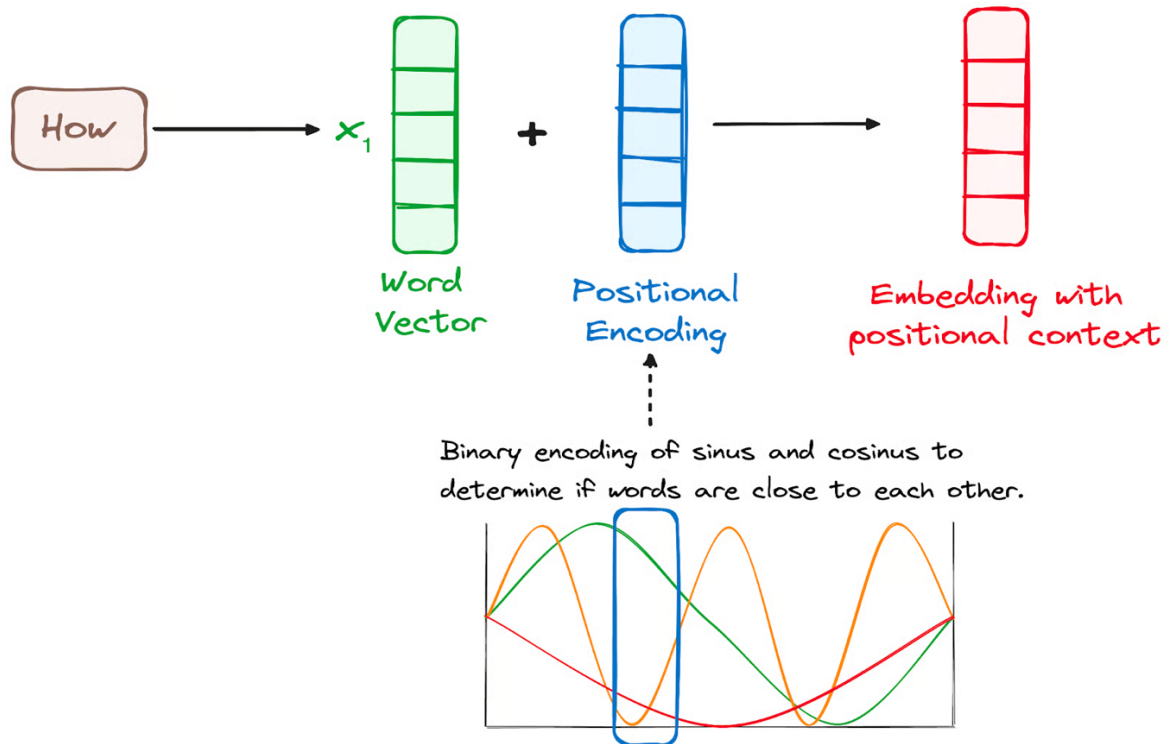 How
x₁
+
Word
Vector
Positional
Encoding
Embedding with
positional context
Binary encoding of sinus and cosinus to
determine if words are close to each other.